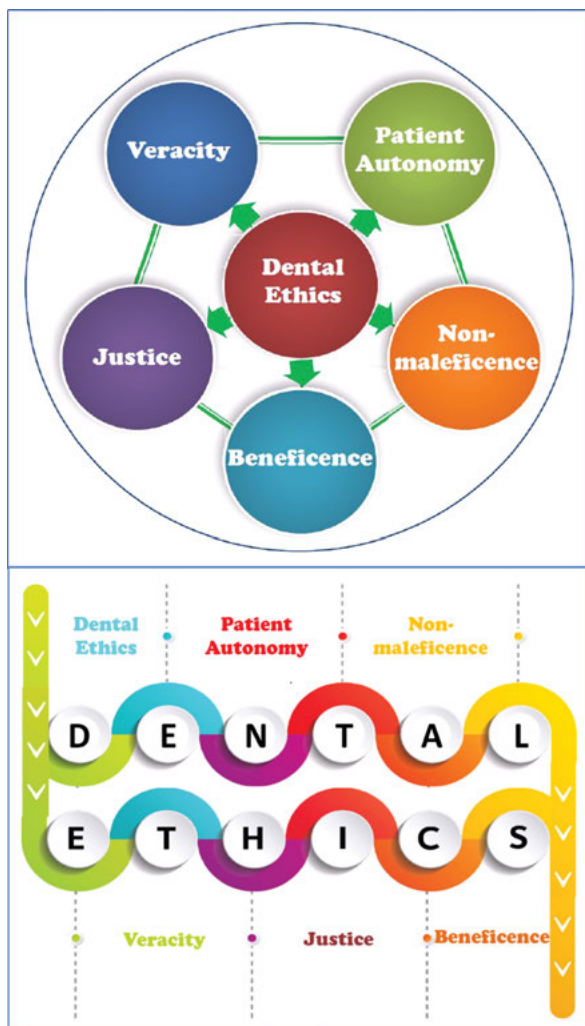 Veracity
Patient
Autonomy
Dental
Ethics
Justice
Non-
maleficence
Beneficence
Dental
Ethics
Patient
Autonomy
Non-
maleficence
D E N T A L
E T H I C S
Veracity
Justice
Beneficence